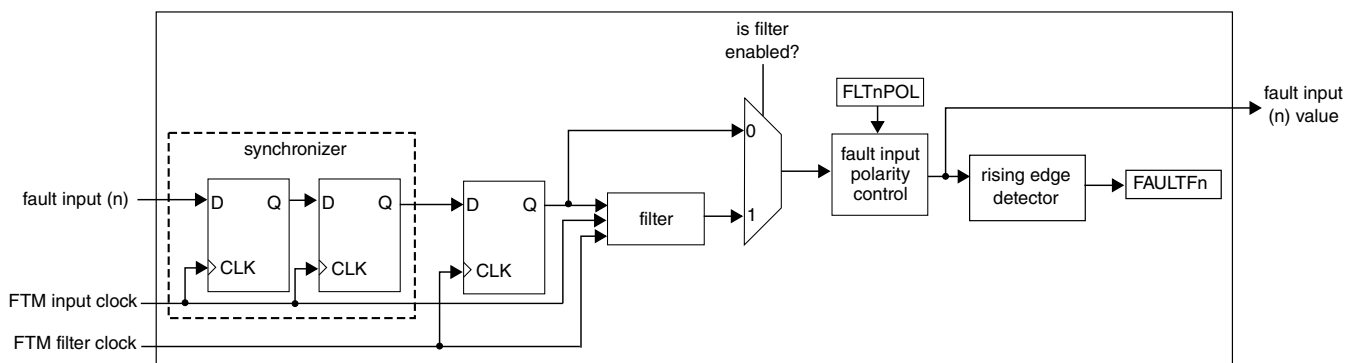 is filter
enabled?
FLTnPOL
fault input
(n) value
synchronizer
0
fault input
polarity
control
rising edge
detector
FAULTFn
fault input (n)
D Q
D Q
D Q
filter
1
CLK
CLK
CLK
FTM input clock
FTM filter clock